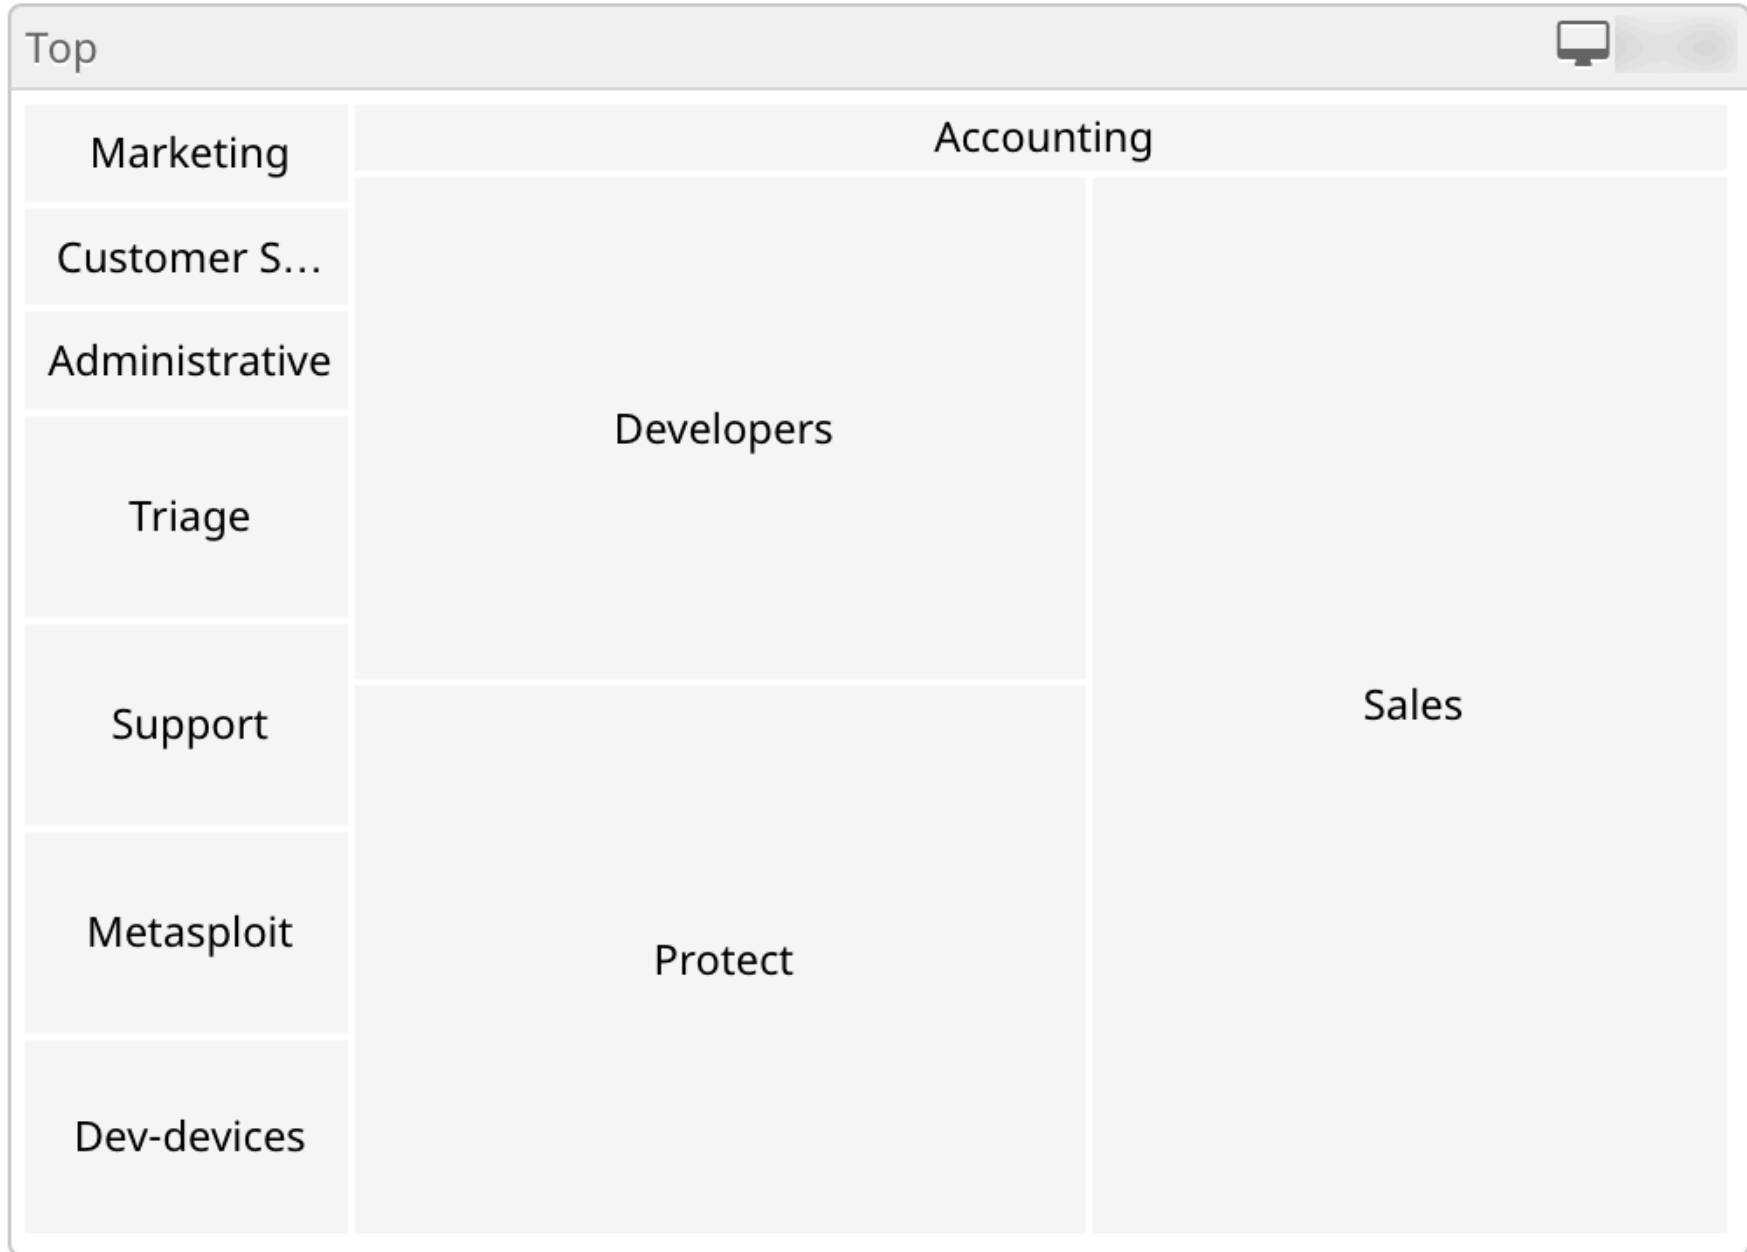 Top
Marketing
Customer S...
Administrative
Triage
Support
Metasploit
Dev-devices
Accounting
Developers
Protect
Sales